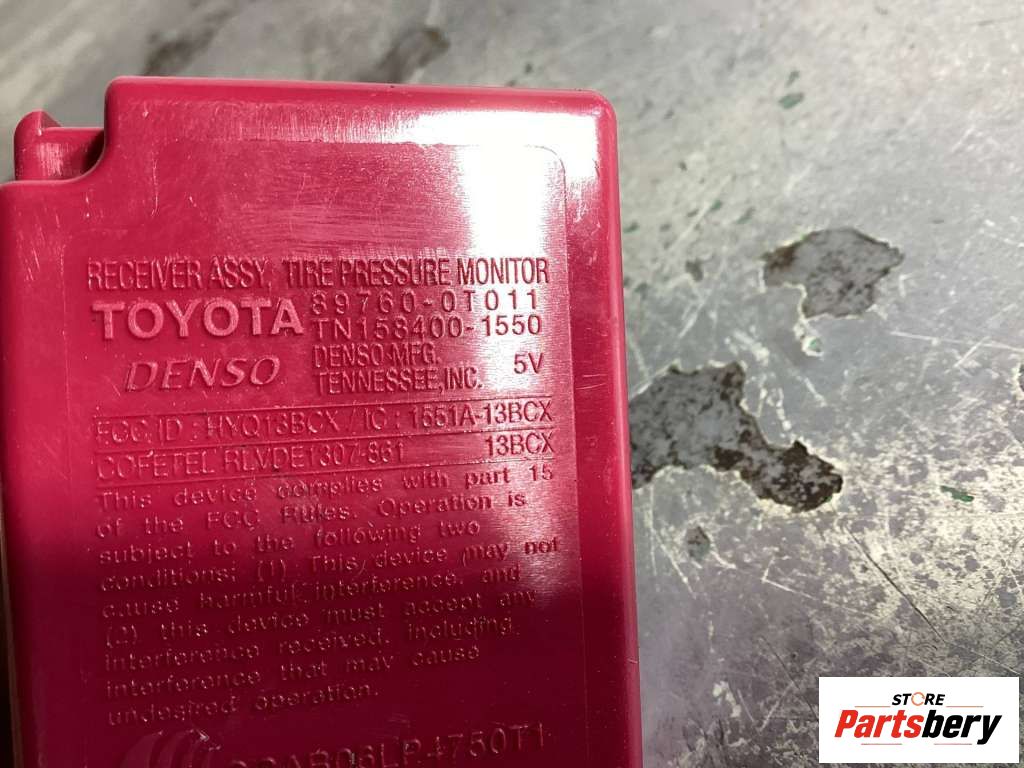 RECEIVER ASSY, TIRE PRESSURE MONITOR
TOYOTA 89760-0T011
TN158400-1550
DENSO DENSO MFG. TENNESSEE, INC. 5V
FCC ID : HYQ13BCX / IC : 1551A-13BCX
COFETEL RLVDE1307-861 13BCX
This device complies with part 15
of the FCC Rules. Operation is
subject to the following two
conditions: (1) This device may not
cause harmful interference, and
(2) this device must accept any
interference received, including
interference that may cause
undesired operation.
STORE
Partsbery